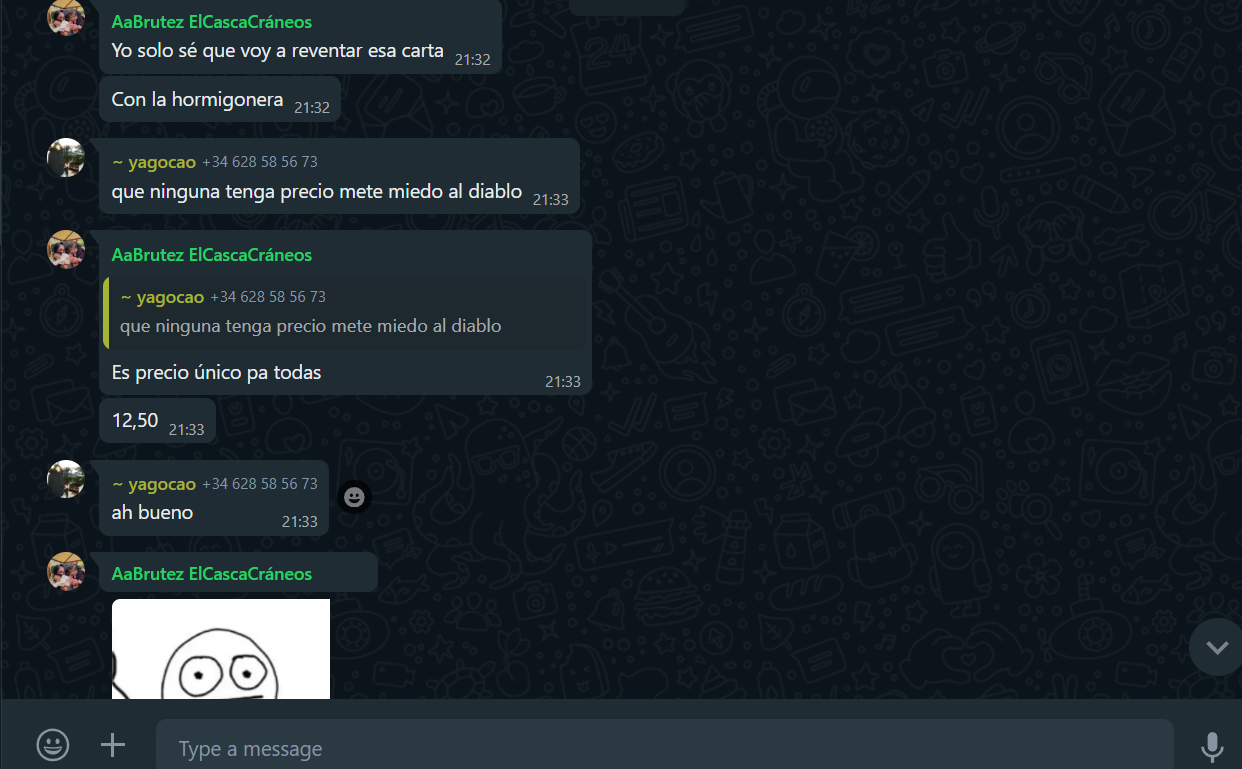 AaBrutez ElCascaCráneos
Yo solo sé que voy a reventar esa carta 21:32
Con la hormigonera 21:32
~ yagocao +34 628 58 56 73
que ninguna tenga precio mete miedo al diablo 21:33
AaBrutez ElCascaCráneos
~ yagocao +34 628 58 56 73
que ninguna tenga precio mete miedo al diablo
Es precio único pa todas 21:33
12,50 21:33
~ yagocao +34 628 58 56 73
ah bueno 21:33
AaBrutez ElCascaCráneos
Type a message